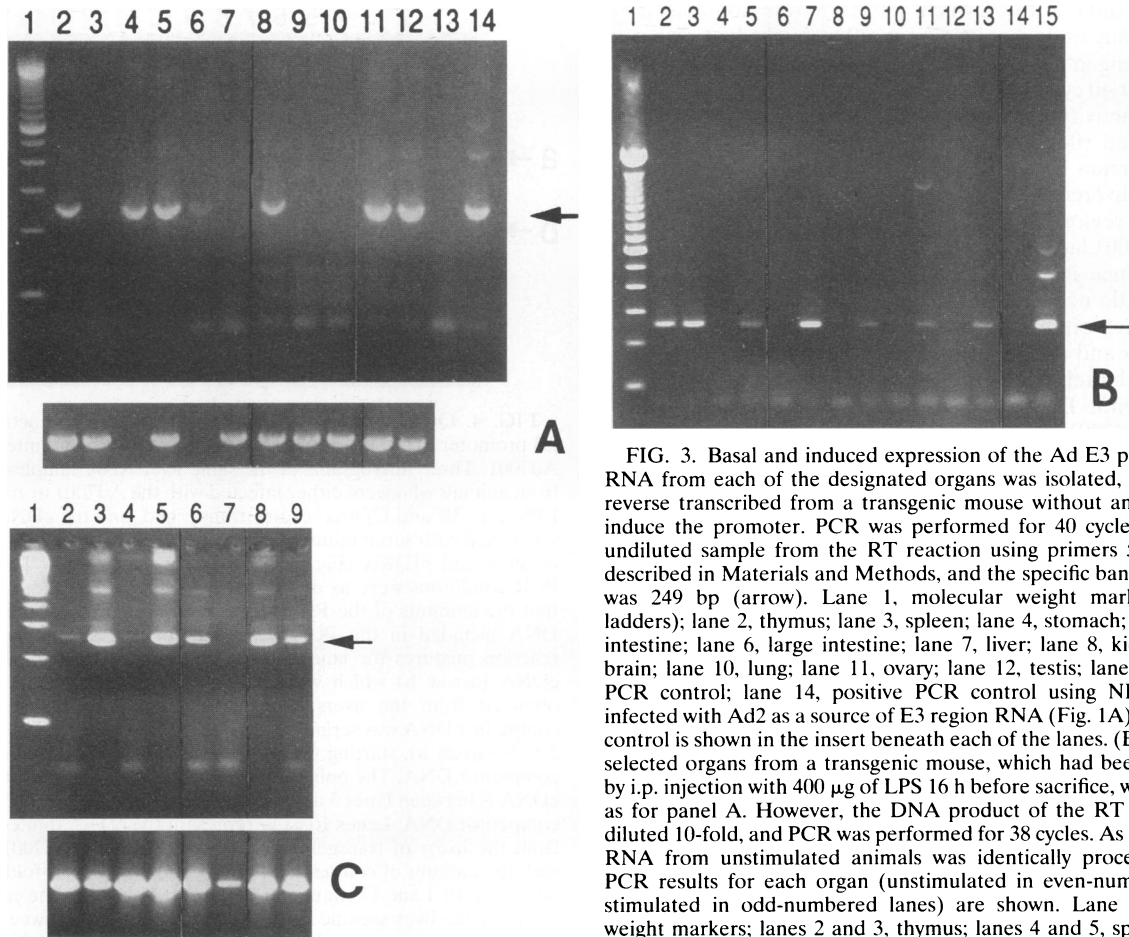 1 2 3 4 5 6 7 8 9 10 11 12 13 14
A
1 2 3 4 5 6 7 8 9
C
1 2 3 4 5 6 7 8 9 10 11 12 13 14 15
B
FIG. 3. Basal and induced expression of the Ad E3 p
RNA from each of the designated organs was isolated,
reverse transcribed from a transgenic mouse without an
induce the promoter. PCR was performed for 40 cycle
undiluted sample from the RT reaction using primers
described in Materials and Methods, and the specific ban
was 249 bp (arrow). Lane 1, molecular weight mar
ladders); lane 2, thymus; lane 3, spleen; lane 4, stomach;
intestine; lane 6, large intestine; lane 7, liver; lane 8, ki
brain; lane 10, lung; lane 11, ovary; lane 12, testis; lane
PCR control; lane 14, positive PCR control using N
infected with Ad2 as a source of E3 region RNA (Fig. 1A)
control is shown in the insert beneath each of the lanes. (
selected organs from a transgenic mouse, which had bee
by i.p. injection with 400 μg of LPS 16 h before sacrifice, w
as for panel A. However, the DNA product of the RT
diluted 10-fold, and PCR was performed for 38 cycles. As
RNA from unstimulated animals was identically proce
PCR results for each organ (unstimulated in even-num
stimulated in odd-numbered lanes) are shown. Lane
weight markers; lanes 2 and 3, thymus; lanes 4 and 5, sp